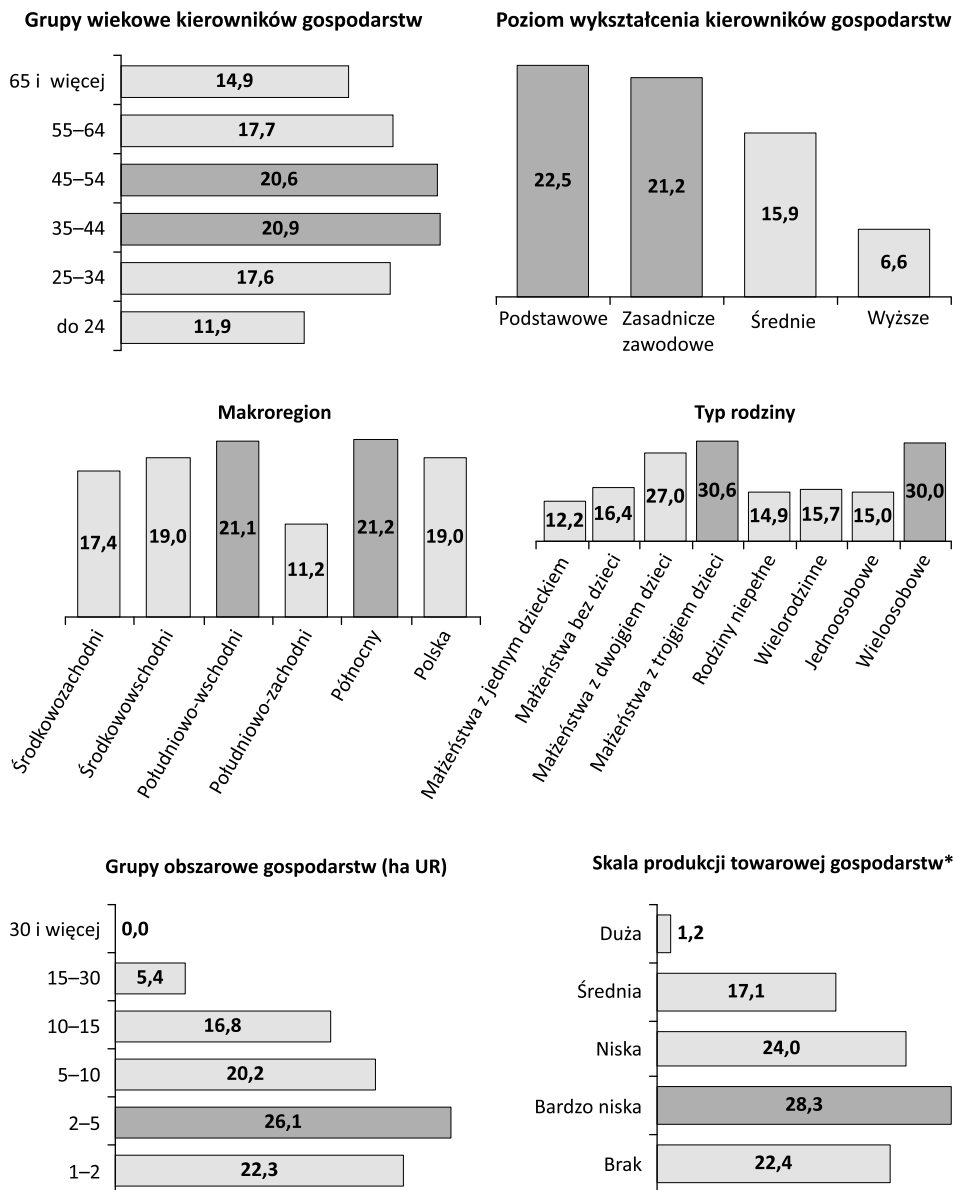 Grupy wiekowe kierowników gospodarstw
65 i więcej
14,9
55–64
17,7
45–54
20,6
35–44
20,9
25–34
17,6
do 24
11,9
Poziom wykształcenia kierowników gospodarstw
22,5
21,2
15,9
6,6
Podstawowe
Zasadnicze
zawodowe
Średnie
Wyższe
Makroregion
17,4
19,0
21,1
11,2
21,2
19,0
Środkowozachodni
Środkowowschodni
Południowo-wschodni
Południowo-zachodni
Północny
Polska
Typ rodziny
12,2
16,4
27,0
30,6
14,9
15,7
15,0
30,0
Małżeństwa z jednym dzieckiem
Małżeństwa bez dzieci
Małżeństwa z dwojgiem dzieci
Małżeństwa z trojgiem dzieci
Rodziny niepełne
Wielorodzinne
Jednoosobowe
Wieloosobowe
Grupy obszarowe gospodarstw (ha UR)
30 i więcej
0,0
15–30
5,4
10–15
16,8
5–10
20,2
2–5
26,1
1–2
22,3
Skala produkcji towarowej gospodarstw*
Duża
1,2
Średnia
17,1
Niska
24,0
Bardzo niska
28,3
Brak
22,4